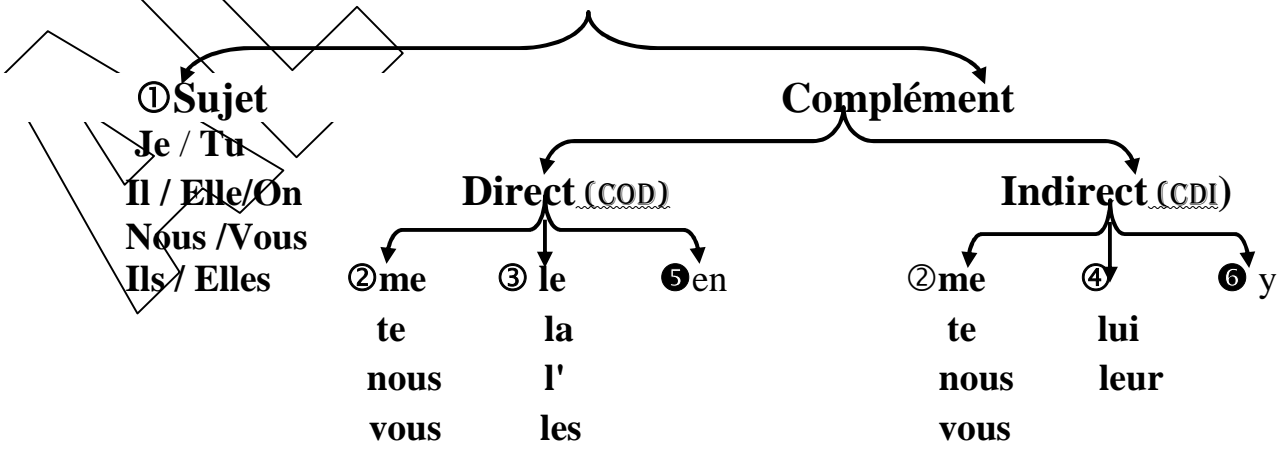 ①Sujet Complément
Je / Tu
Il / Elle/On Direct (COD) Indirect (CDI)
Nous /Vous
Ils / Elles ②me ③ le ❺en ②me ④ ❻ y
te la te lui
nous l' nous leur
vous les vous